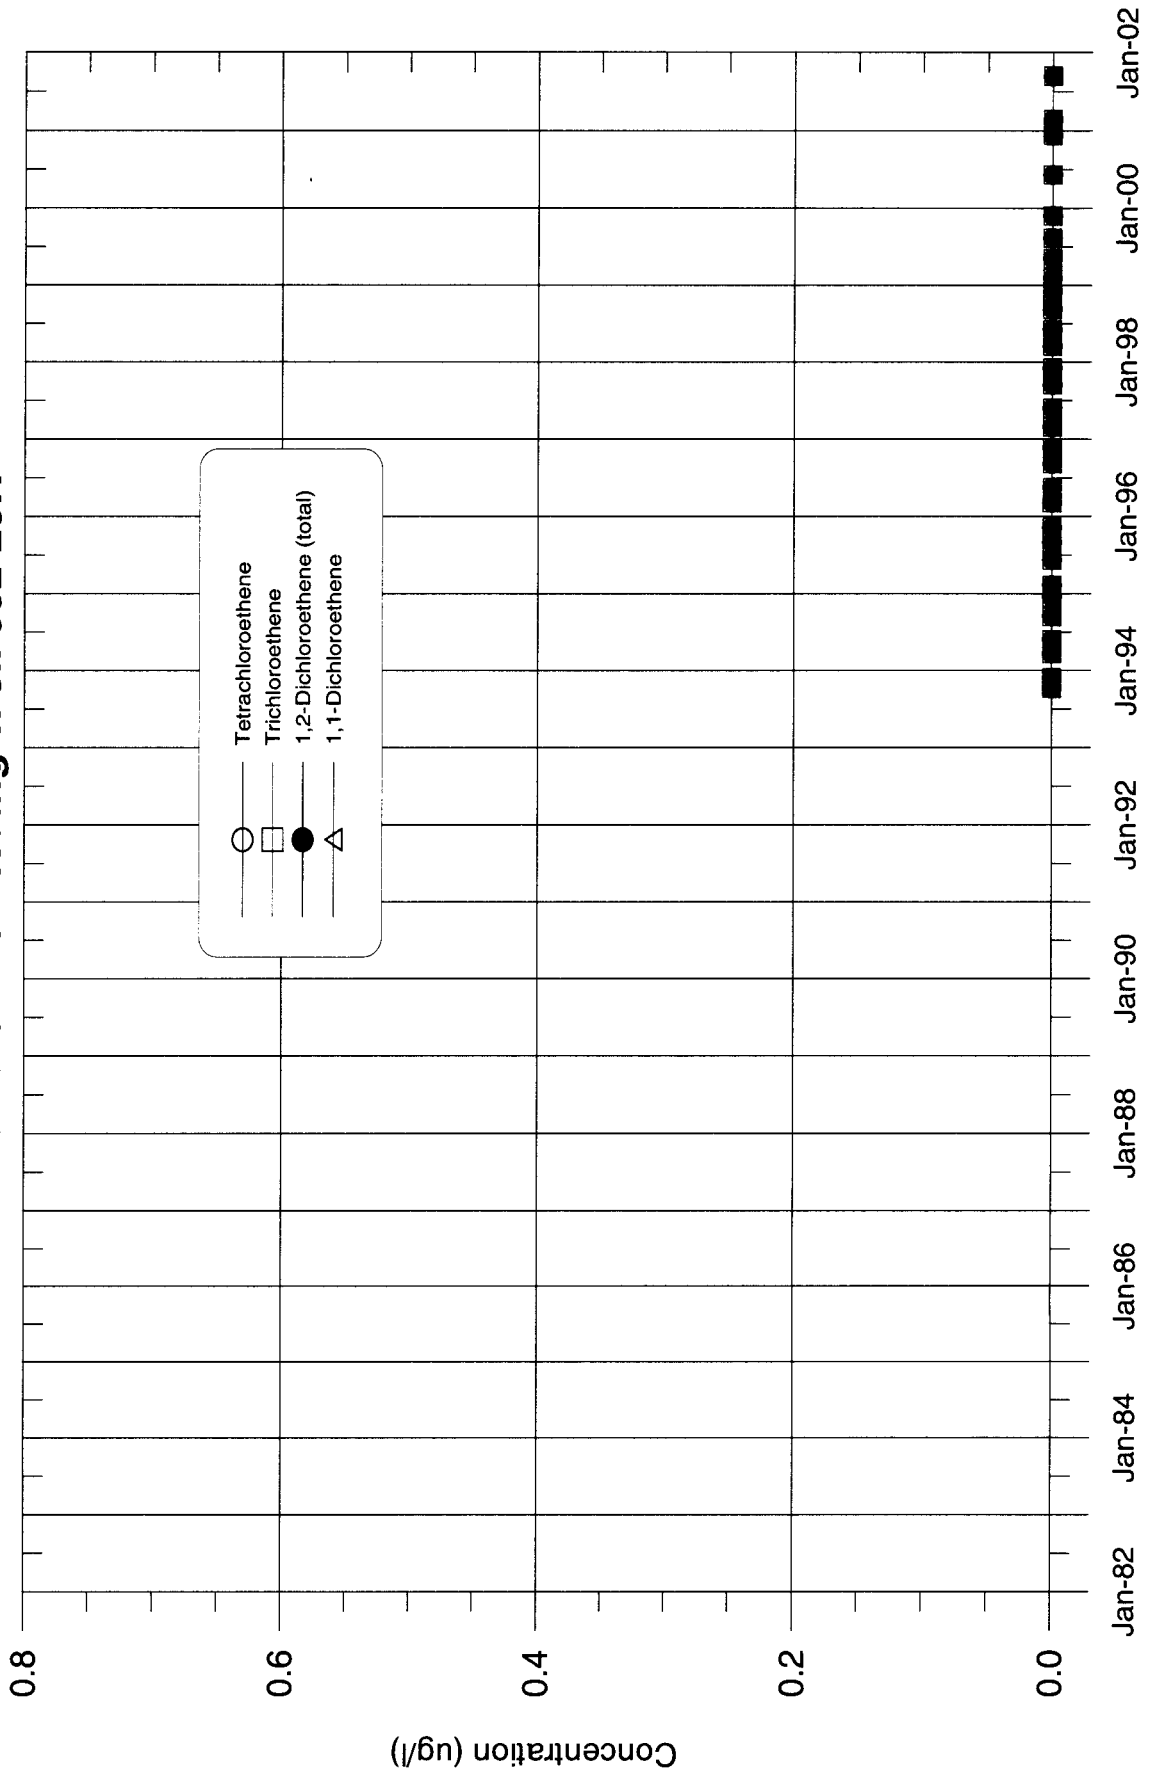 Tetrachloroethene
Trichloroethene
1,2-Dichloroethene (total)
1,1-Dichloroethene
Concentration (ug/l)
0.8
0.6
0.4
0.2
0.0
Jan-82
Jan-84
Jan-86
Jan-88
Jan-90
Jan-92
Jan-94
Jan-96
Jan-98
Jan-00
Jan-02